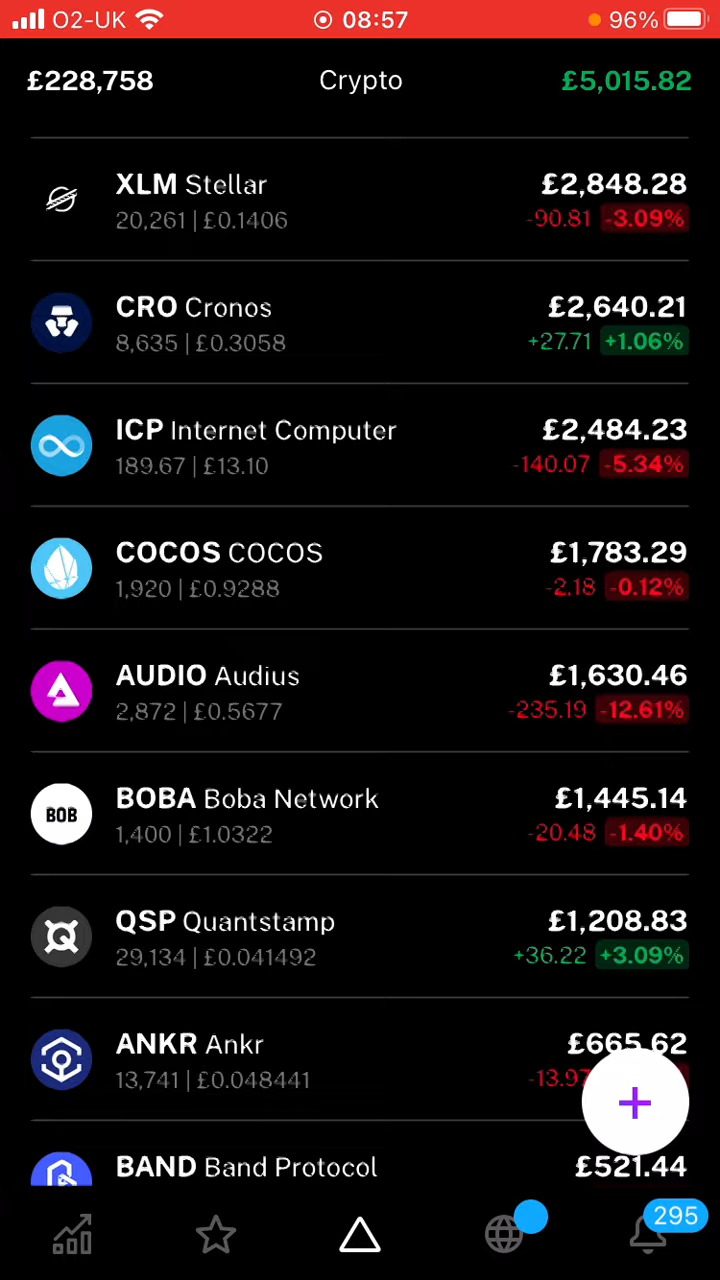 O2-UK 08:57 96%
£228,758 Crypto £5,015.82
XLM Stellar £2,848.28
20,261 | £0.1406 -90.81 -3.09%
CRO Cronos £2,640.21
8,635 | £0.3058 +27.71 +1.06%
ICP Internet Computer £2,484.23
189.67 | £13.10 -140.07 -5.34%
COCOS COCOS £1,783.29
1,920 | £0.9288 -2.18 -0.12%
AUDIO Audius £1,630.46
2,872 | £0.5677 -235.19 -12.61%
BOBA Boba Network £1,445.14
BOB
1,400 | £1.0322 -20.48 -1.40%
QSP Quantstamp £1,208.83
29,134 | £0.041492 +36.22 +3.09%
ANKR Ankr £665.62
13,741 | £0.048441 -13.97
+
BAND Band Protocol £521.44
295